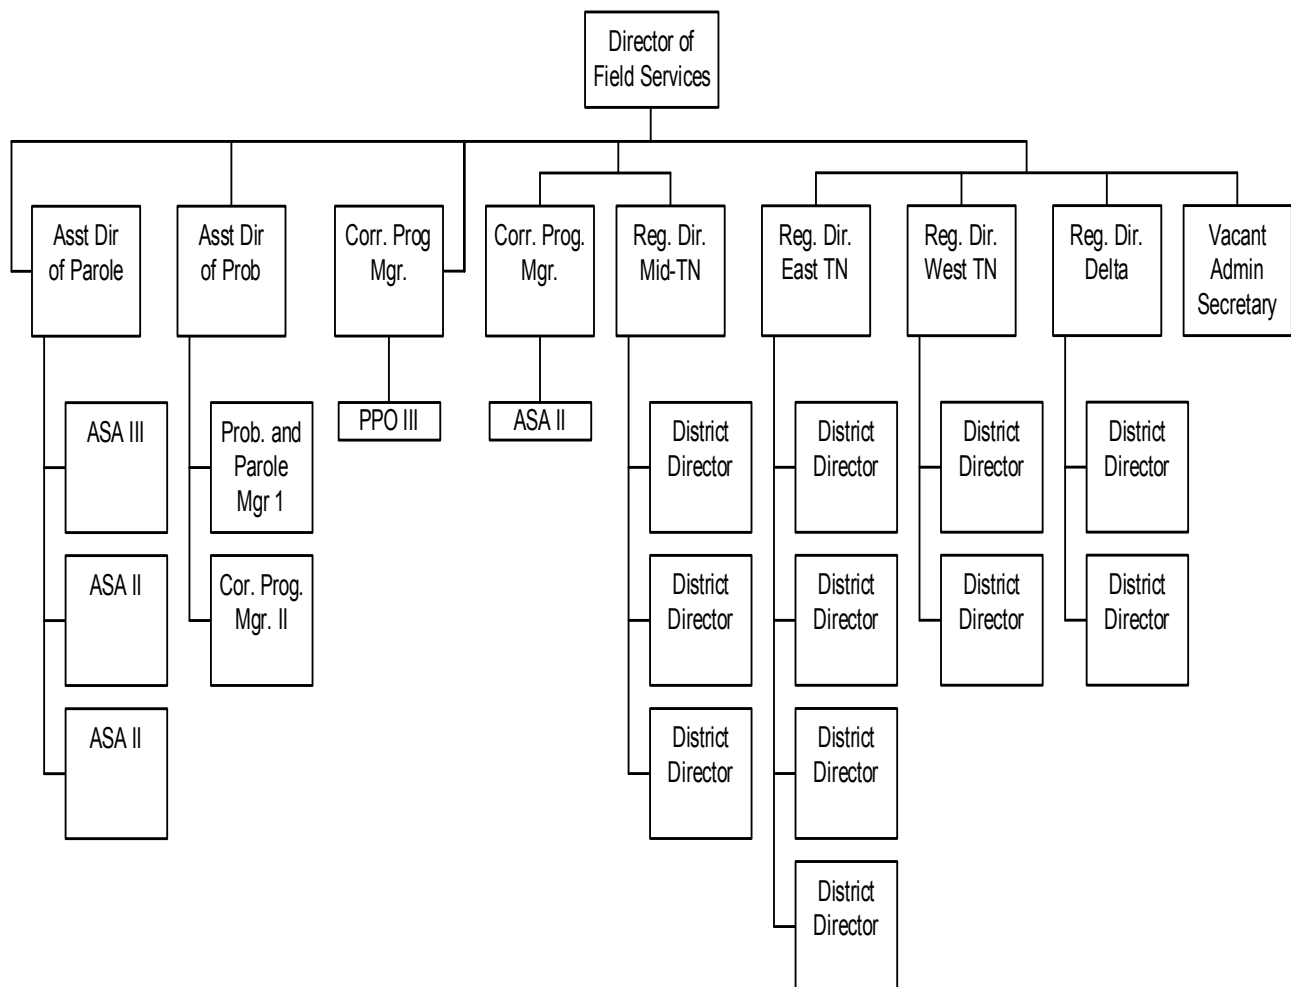 Director of
Field Services
Asst Dir
of Parole
Asst Dir
of Prob
Corr. Prog
Mgr.
Corr. Prog.
Mgr.
Reg. Dir.
Mid-TN
Reg. Dir.
East TN
Reg. Dir.
West TN
Reg. Dir.
Delta
Vacant
Admin
Secretary
ASA III
Prob. and
Parole
Mgr 1
PPO III
ASA II
District
Director
District
Director
District
Director
District
Director
ASA II
Cor. Prog.
Mgr. II
District
Director
District
Director
District
Director
District
Director
ASA II
District
Director
District
Director
District
Director